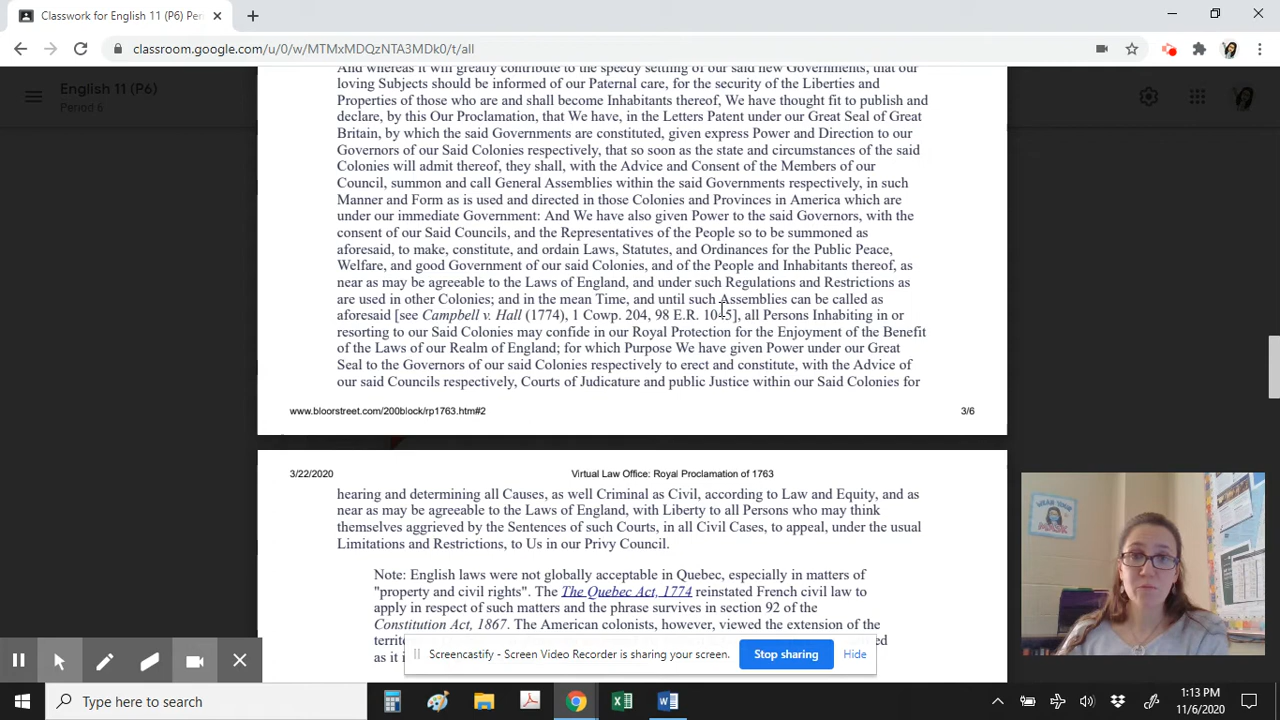 Classwork for English 11 (P6) Per
classroom.google.com/u/0/w/MTMxMDQzNTA3MDk0/t/all
English 11 (P6)
Period 6
And whereas it will greatly contribute to the speedy settling of our said new Governments, that our
loving Subjects should be informed of our Paternal care, for the security of the Liberties and
Properties of those who are and shall become Inhabitants thereof, We have thought fit to publish and
declare, by this Our Proclamation, that We have, in the Letters Patent under our Great Seal of Great
Britain, by which the said Governments are constituted, given express Power and Direction to our
Governors of our Said Colonies respectively, that so soon as the state and circumstances of the said
Colonies will admit thereof, they shall, with the Advice and Consent of the Members of our
Council, summon and call General Assemblies within the said Governments respectively, in such
Manner and Form as is used and directed in those Colonies and Provinces in America which are
under our immediate Government: And We have also given Power to the said Governors, with the
consent of our Said Councils, and the Representatives of the People so to be summoned as
aforesaid, to make, constitute, and ordain Laws, Statutes, and Ordinances for the Public Peace,
Welfare, and good Government of our said Colonies, and of the People and Inhabitants thereof, as
near as may be agreeable to the Laws of England, and under such Regulations and Restrictions as
are used in other Colonies; and in the mean Time, and until such Assemblies can be called as
aforesaid [see Campbell v. Hall (1774), 1 Cowp. 204, 98 E.R. all Persons Inhabiting in or
resorting to our Said Colonies may confide in our Royal Protection for the Enjoyment of the Benefit
of the Laws of our Realm of England; for which Purpose We have given Power under our Great
Seal to the Governors of our said Colonies respectively to erect and constitute, with the Advice of
our said Councils respectively, Courts of Judicature and public Justice within our Said Colonies for
www.bloorstreet.com/200block/rp1763.htm#2 3/6
3/22/2020 Virtual Law Office: Royal Proclamation of 1763
hearing and determining all Causes, as well Criminal as Civil, according to Law and Equity, and as
near as may be agreeable to the Laws of England, with Liberty to all Persons who may think
themselves aggrieved by the Sentences of such Courts, in all Civil Cases, to appeal, under the usual
Limitations and Restrictions, to Us in our Privy Council.
Note: English laws were not globally acceptable in Quebec, especially in matters of
"property and civil rights". The The Quebec Act, 1774 reinstated French civil law to
apply in respect of such matters and the phrase survives in section 92 of the
Constitution Act, 1867. The American colonists, however, viewed the extension of the
as it
Screencastify - Screen Video Recorder is sharing your screen. Stop sharing Hide
WEAR YOUR
MASK
Type here to search
1:13 PM
11/6/2020